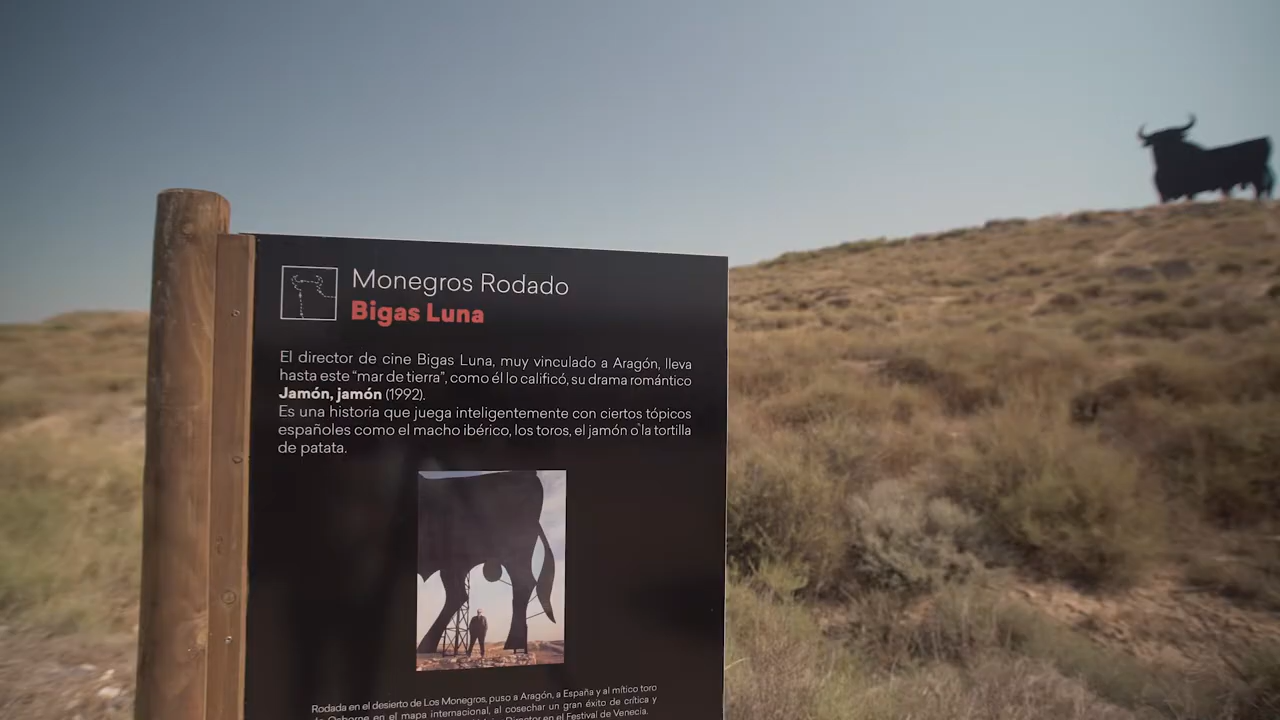 Monegros Rodado
Bigas Luna
El director de cine Bigas Luna, muy vinculado a Aragón, lleva
hasta este “mar de tierra”, como él lo calificó, su drama romántico
Jamón, jamón (1992).
Es una historia que juega inteligentemente con ciertos tópicos
españoles como el macho ibérico, los toros, el jamón o la tortilla
de patata.
Rodada en el desierto de Los Monegros, puso a Aragón, a España y al mítico toro
de Osborne en el mapa internacional, al cosechar un gran éxito de crítica y
Director en el Festival de Venecia.